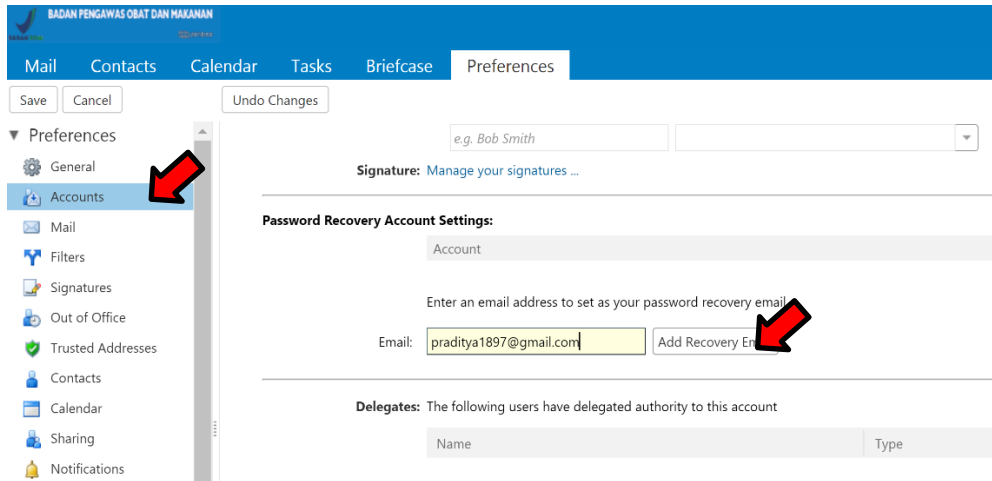 BADAN PENGAWAS OBAT DAN MAKANAN
Mail Contacts Calendar Tasks Briefcase Preferences
Save Cancel Undo Changes
Preferences
e.g. Bob Smith
General
Signature: Manage your signatures ...
Accounts
Password Recovery Account Settings:
Mail
Account
Filters
Signatures
Enter an email address to set as your password recovery email
Out of Office
Email: praditya1897@gmail.com Add Recovery
Trusted Addresses
Contacts
Calendar
Delegates: The following users have delegated authority to this account
Sharing
Name Type
Notifications